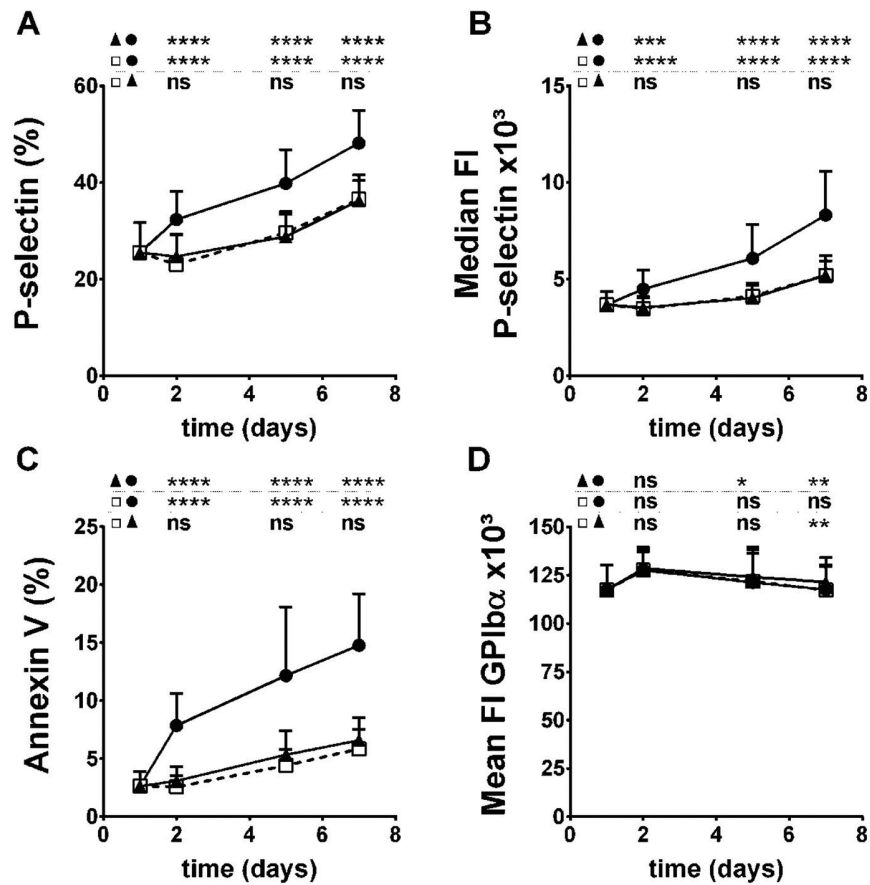 A
▲● **** **** ****
□● **** **** ****
□▲ ns ns ns
P-selectin (%)
60
40
20
0
0 2 4 6 8
time (days)
B
▲● *** **** ****
□● **** **** ****
□▲ ns ns ns
Median FI
P-selectin x10³
15
10
5
0
0 2 4 6 8
time (days)
C
▲● **** **** ****
□● **** **** ****
□▲ ns ns ns
Annexin V (%)
25
20
15
10
5
0
0 2 4 6 8
time (days)
D
▲● ns * **
□● ns ns ns
□▲ ns ns **
Mean FI GPIbα x10³
150
125
100
75
50
25
0
0 2 4 6 8
time (days)